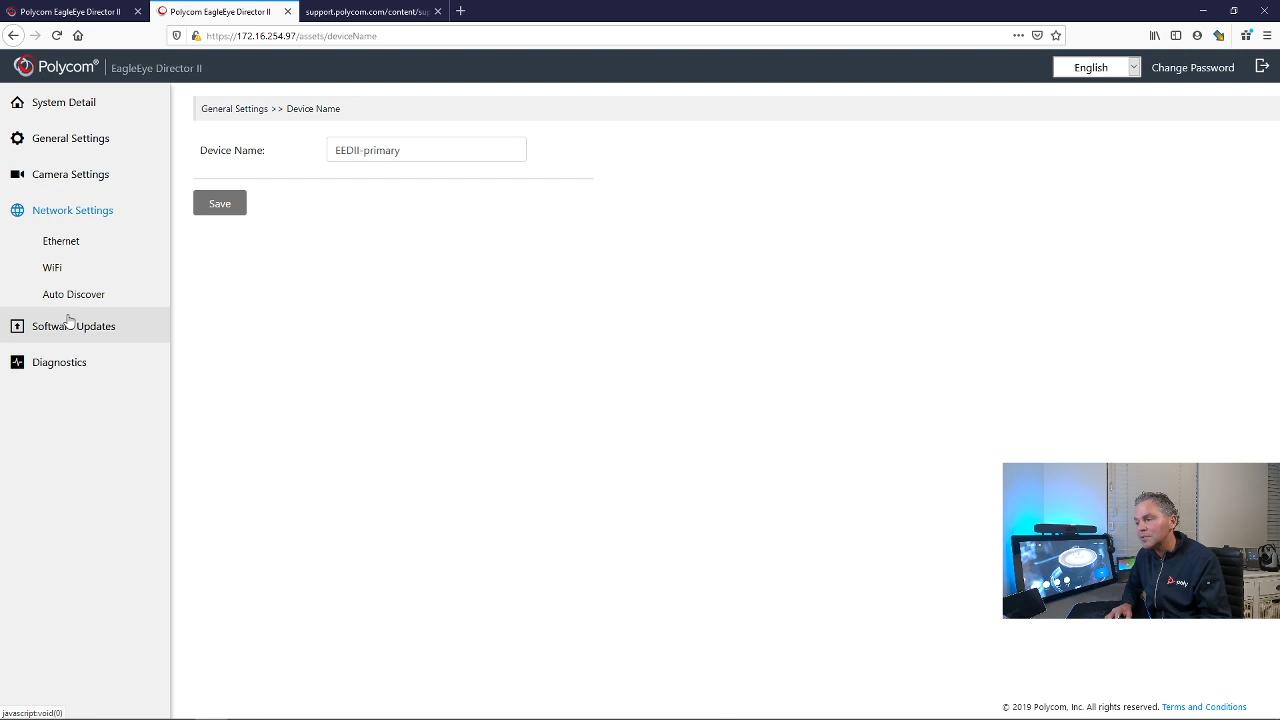 Polycom EagleEye Director II
Polycom EagleEye Director II
support.polycom.com/content/sup
https://172.16.254.97/assets/deviceName
Polycom® EagleEye Director II
English
Change Password
System Detail
General Settings
Camera Settings
Network Settings
Ethernet
WiFi
Auto Discover
Software Updates
Diagnostics
General Settings >> Device Name
Device Name:
EEDII-primary
Save
poly
© 2019 Polycom, Inc. All rights reserved. Terms and Conditions
javascript:void(0)